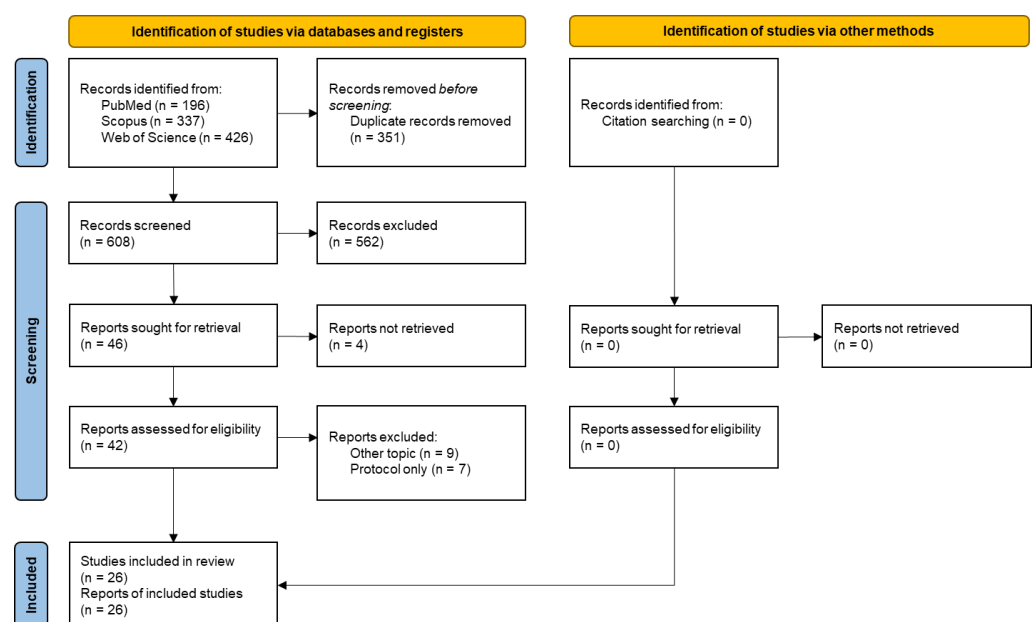 Identification of studies via databases and registers
Identification of studies via other methods
Identification
Records identified from:
PubMed (n = 196)
Scopus (n = 337)
Web of Science (n = 426)
Records removed before
screening:
Duplicate records removed
(n = 351)
Records identified from:
Citation searching (n = 0)
Screening
Records screened
(n = 608)
Records excluded
(n = 562)
Reports sought for retrieval
(n = 46)
Reports not retrieved
(n = 4)
Reports sought for retrieval
(n = 0)
Reports not retrieved
(n = 0)
Reports assessed for eligibility
(n = 42)
Reports excluded:
Other topic (n = 9)
Protocol only (n = 7)
Reports assessed for eligibility
(n = 0)
Included
Studies included in review
(n = 26)
Reports of included studies
(n = 26)